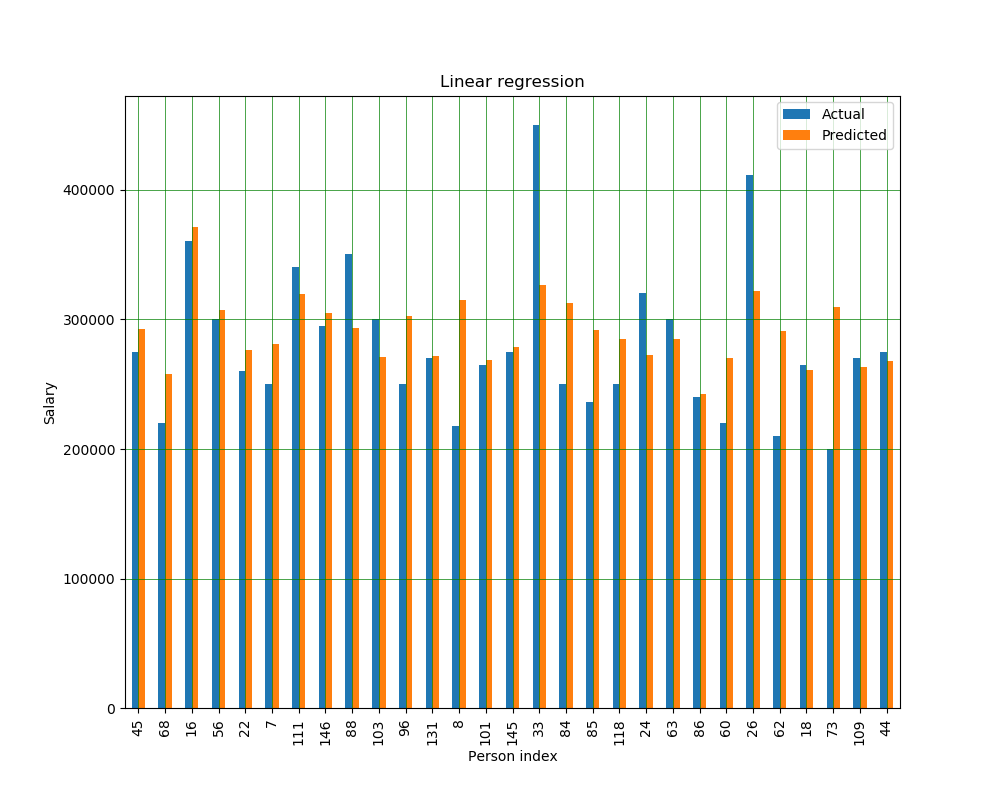 Linear regression
Actual
Predicted
400000
300000
200000
100000
0
Salary
45 68 16 56 22 7 111 146 88 103 96 131 8 101 145 33 84 85 118 24 63 86 60 26 62 18 73 109 44
Person index